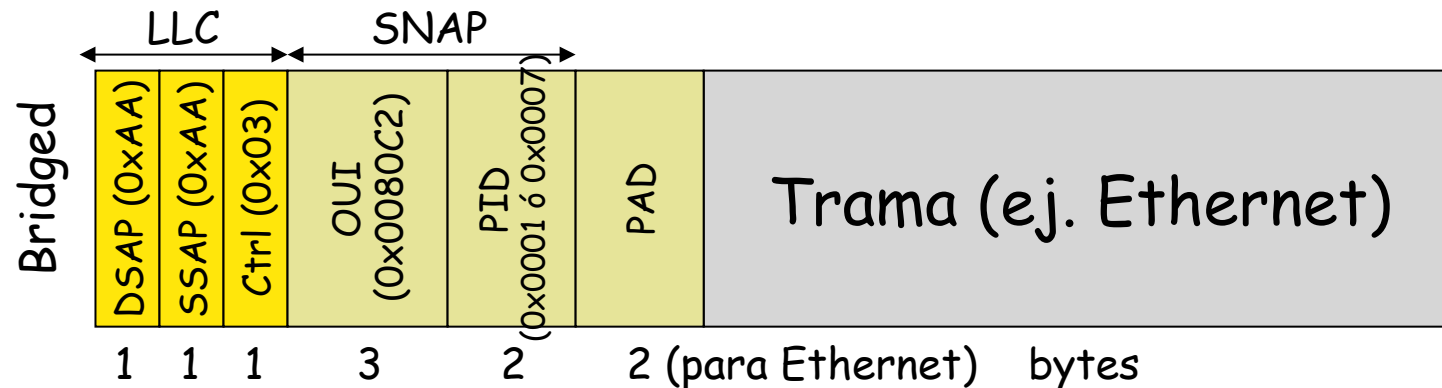 LLC
SNAP
Bridged
DSAP (0xAA)
SSAP (0xAA)
Ctrl (0x03)
OUI
(0x0080C2)
PID
(0x0001 ó 0x0007)
PAD
Trama (ej. Ethernet)
1 1 1 3 2 2 (para Ethernet) bytes